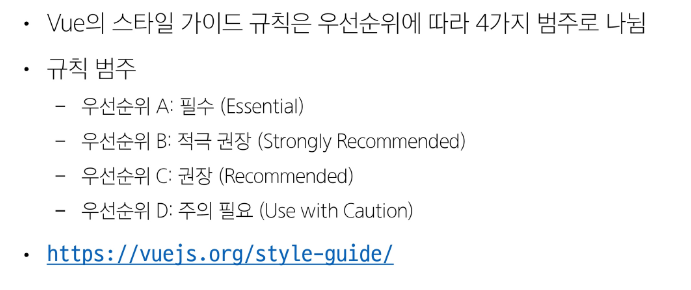 • Vue의 스타일 가이드 규칙은 우선순위에 따라 4가지 범주로 나뉨
• 규칙 범주
– 우선순위 A: 필수 (Essential)
– 우선순위 B: 적극 권장 (Strongly Recommended)
– 우선순위 C: 권장 (Recommended)
– 우선순위 D: 주의 필요 (Use with Caution)
• https://vuejs.org/style-guide/